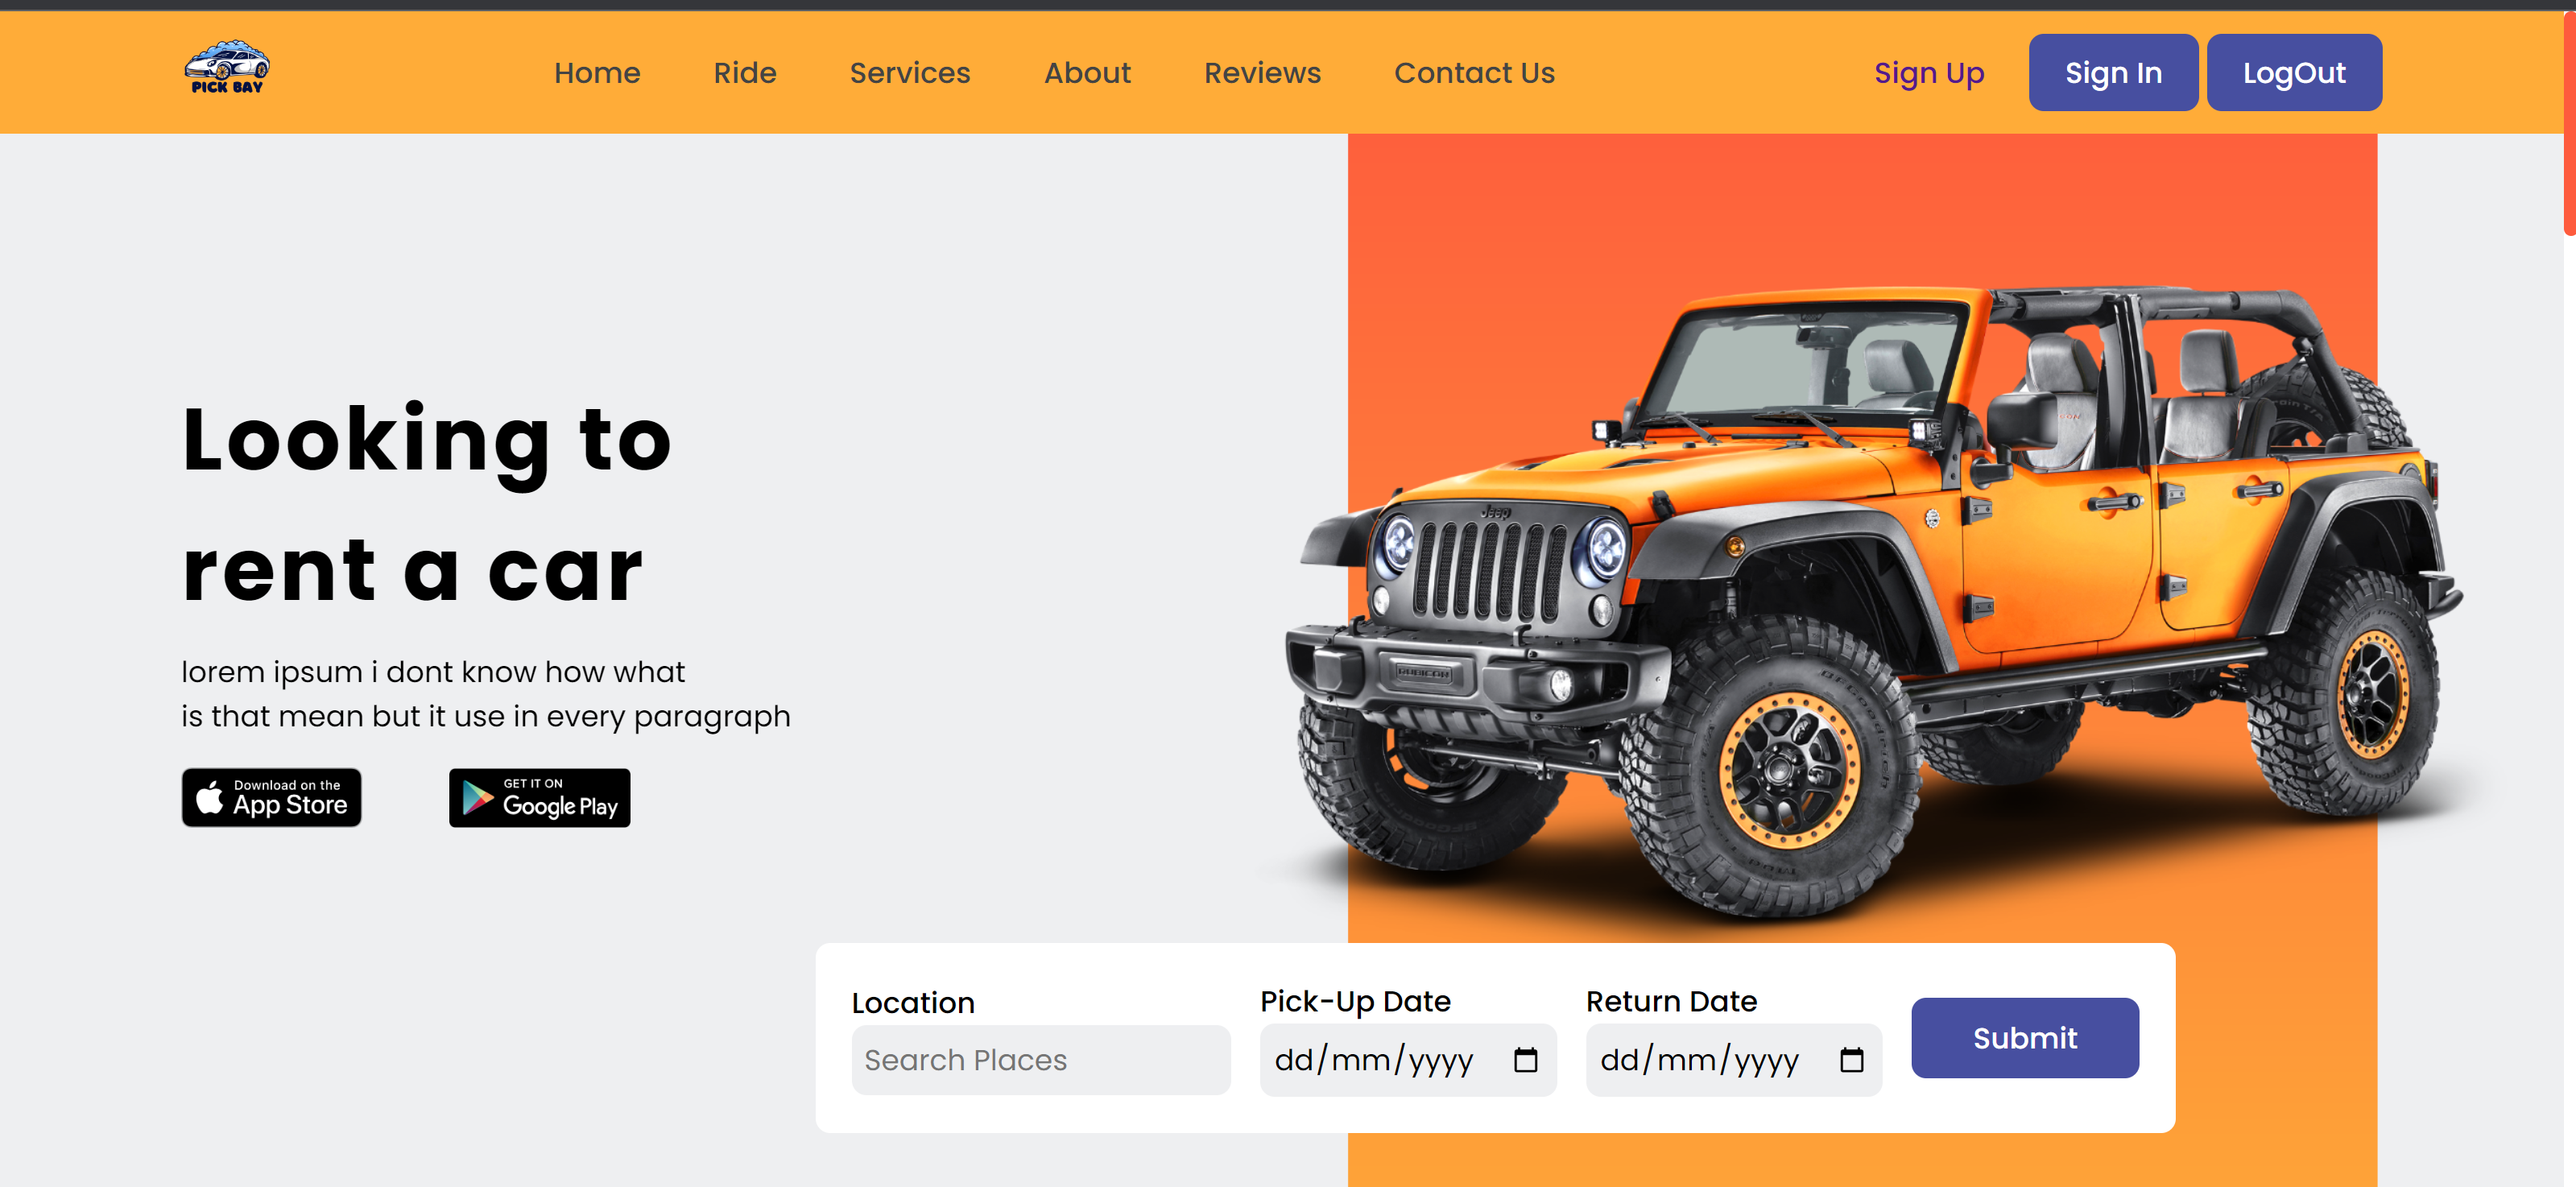 PICK BAY
Home
Ride
Services
About
Reviews
Contact Us
Sign Up
Sign In
LogOut
Looking to
rent a car
lorem ipsum i dont know how what
is that mean but it use in every paragraph
Download on the
App Store
GET IT ON
Google Play
Jeep
RUBICON
Location
Search Places
Pick-Up Date
dd/mm/yyyy
Return Date
dd/mm/yyyy
Submit